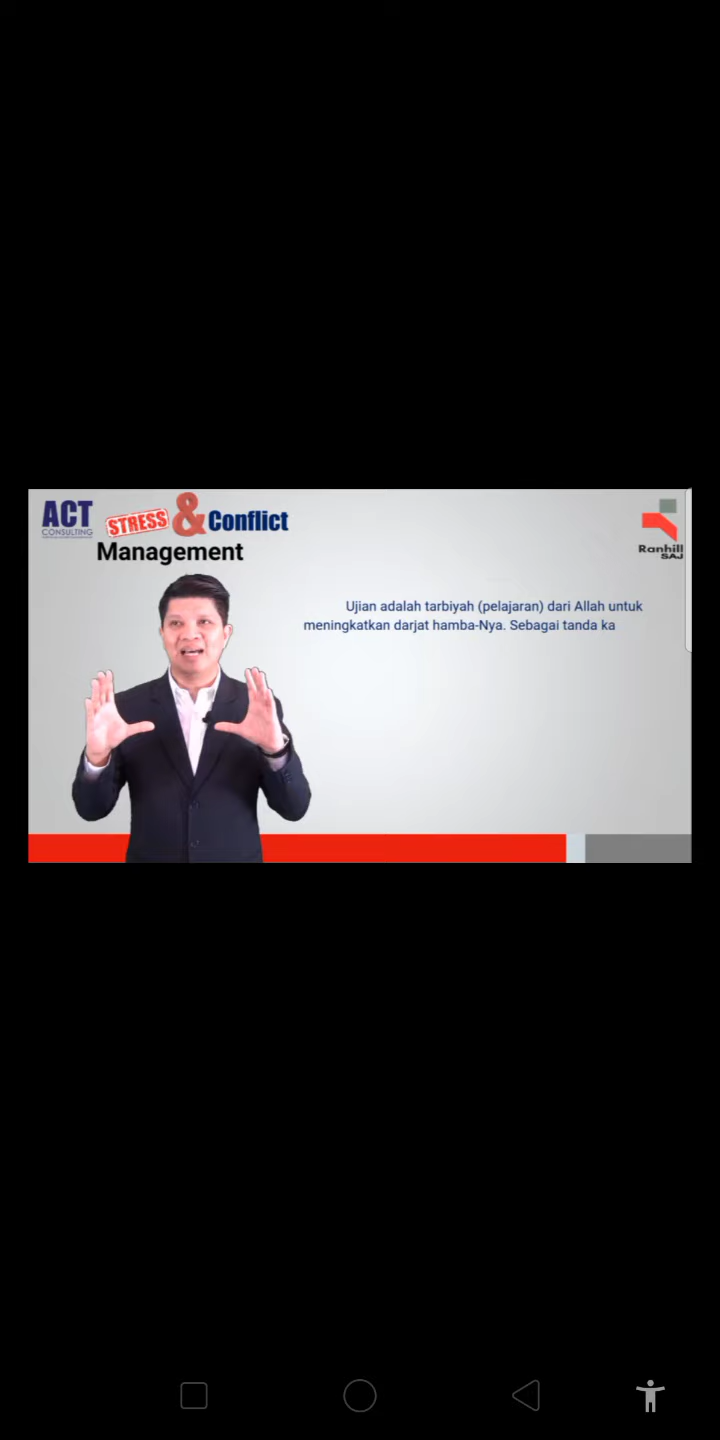 ACT
CONSULTING
STRESS & Conflict
Management
Ranhill
SAJ
Ujian adalah tarbiyah (pelajaran) dari Allah untuk
meningkatkan darjat hamba-Nya. Sebagai tanda ka